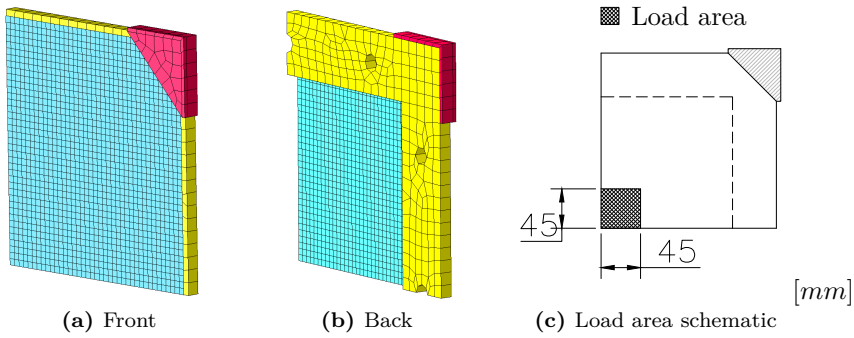 Load area
45
45
[mm]
(a) Front
(b) Back
(c) Load area schematic